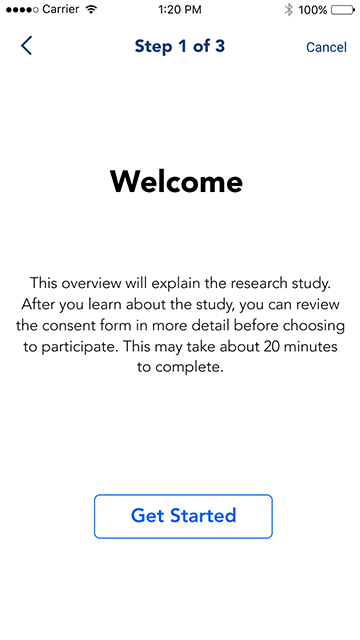 Carrier 1:20 PM 100%
Step 1 of 3 Cancel
Welcome
This overview will explain the research study.
After you learn about the study, you can review
the consent form in more detail before choosing
to participate. This may take about 20 minutes
to complete.
Get Started